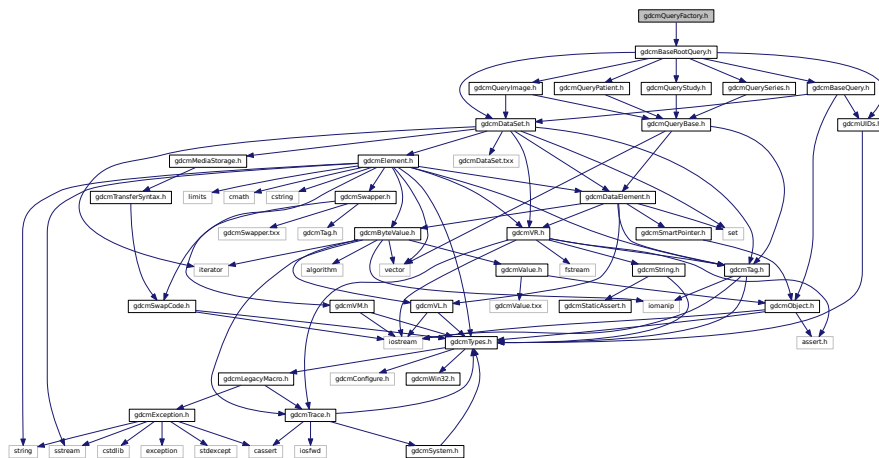 gdcmQueryFactory.h
gdcmBaseRootQuery.h
gdcmQueryImage.h
gdcmQueryPatient.h
gdcmQueryStudy.h
gdcmQuerySeries.h
gdcmBaseQuery.h
gdcmDataSet.h
gdcmQueryBase.h
gdcmUIDs.h
gdcmMediaStorage.h
gdcmElement.h
gdcmDataSet.txx
gdcmTransferSyntax.h
limits
cmath
cstring
gdcmSwapper.h
gdcmDataElement.h
gdcmSwapper.txx
gdcmTag.h
gdcmByteValue.h
gdcmVR.h
gdcmSmartPointer.h
set
iterator
algorithm
vector
gdcmValue.h
fstream
gdcmString.h
gdcmTag.h
gdcmSwapCode.h
gdcmVM.h
gdcmVL.h
gdcmValue.txx
gdcmStaticAssert.h
iomanip
gdcmObject.h
iostream
gdcmTypes.h
assert.h
gdcmLegacyMacro.h
gdcmConfigure.h
gdcmWin32.h
gdcmException.h
gdcmTrace.h
string
sstream
cstdlib
exception
stdexcept
cassert
iosfwd
gdcmSystem.h